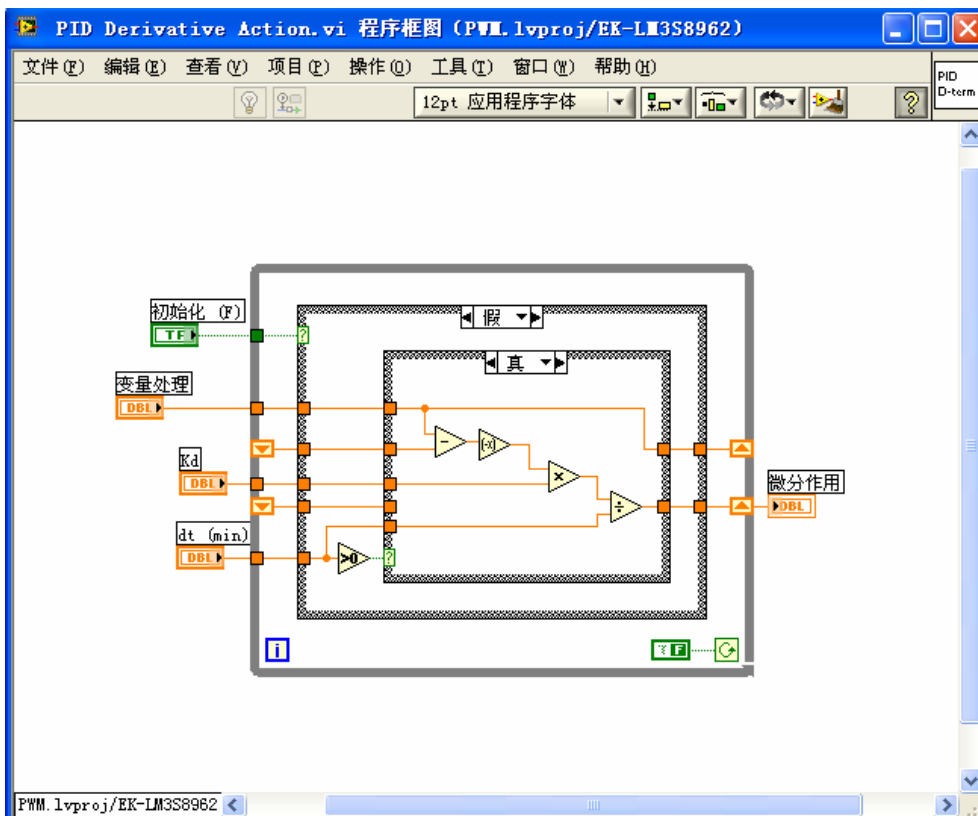 PID Derivative Action.vi 程序框图 (PWM.lvproj/EK-LM3S8962)
文件(F) 编辑(E) 查看(V) 项目(P) 操作(O) 工具(T) 窗口(W) 帮助(H)
12pt 应用程序字体
?
PID
D-term
初始化 (F)
TF
?
假
真
变量处理
DBL
-
(-x)
Kd
DBL
×
÷
微分作用
DBL
dt (min)
DBL
>0
?
i
F
PWM.lvproj/EK-LM3S8962